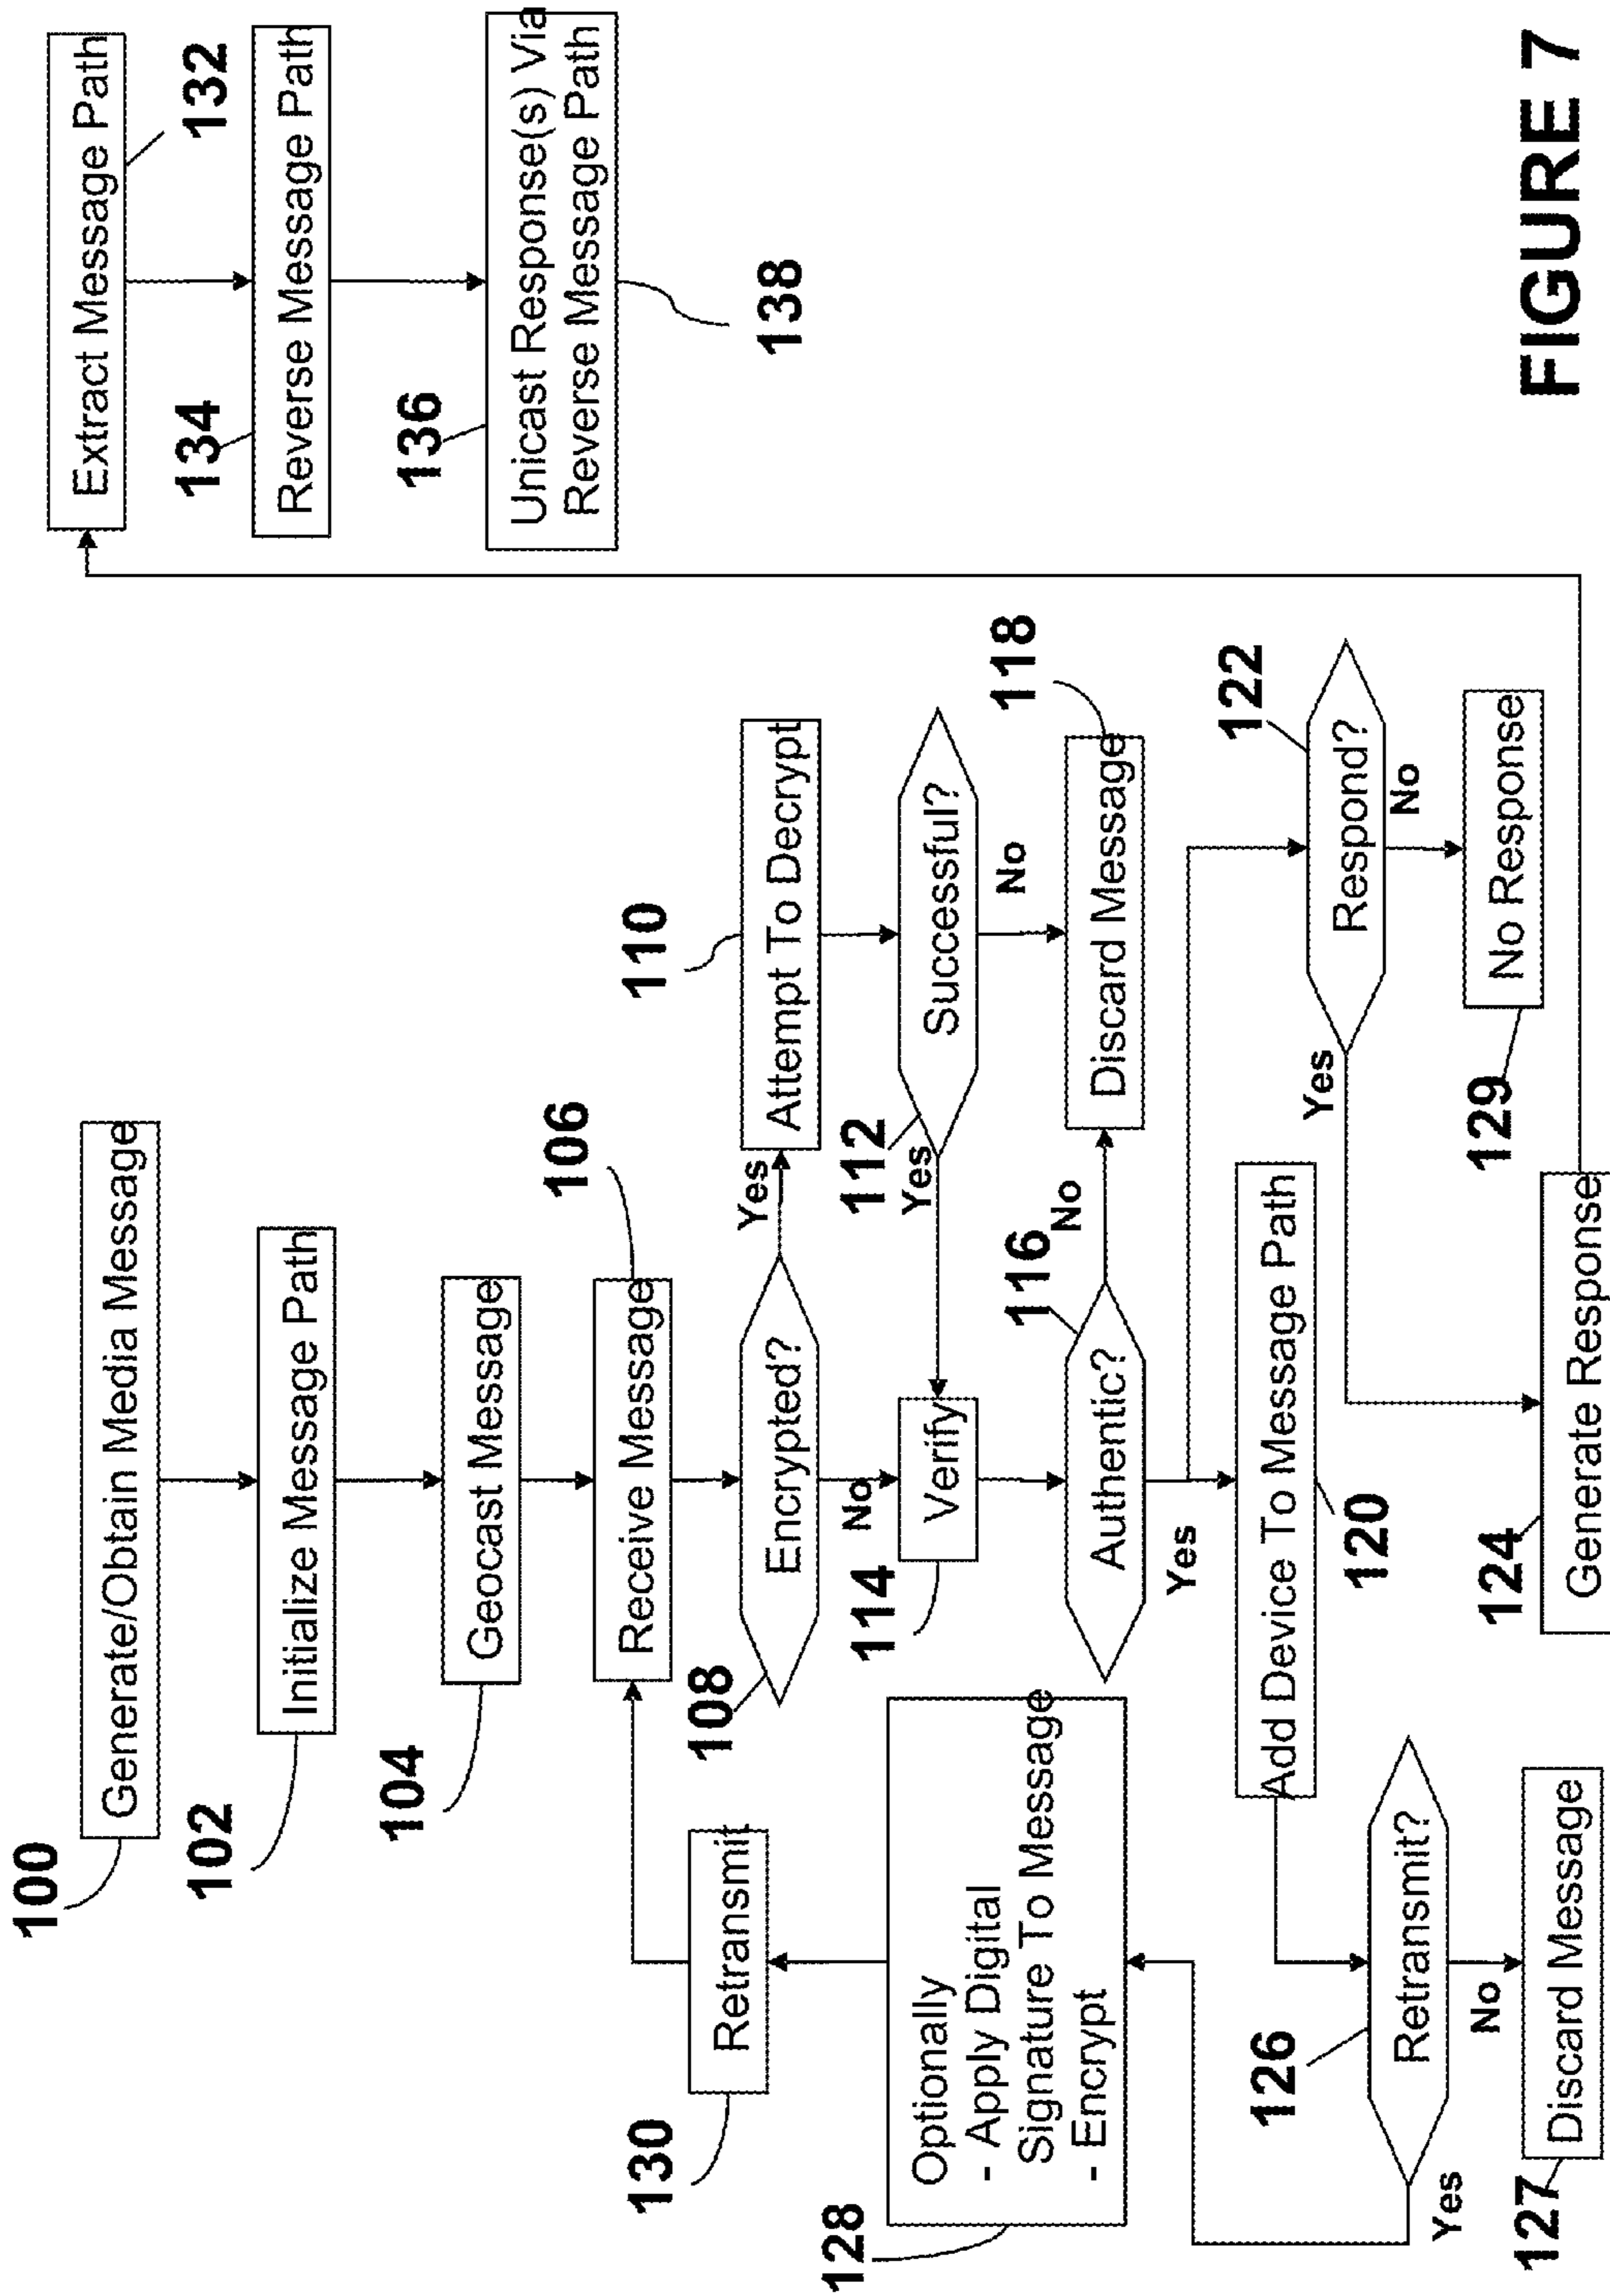 100
Generate/Obtain Media Message
102
Initialize Message Path
104
Geocast Message
106
Receive Message
108
Encrypted?
Yes
No
110
Attempt To Decrypt
112
Successful?
Yes
No
114
Verify
116
Authentic?
No
Yes
118
Discard Message
120
Add Device To Message Path
122
Respond?
Yes
No
129
No Response
124
Generate Response
126
Retransmit?
Yes
No
127
Discard Message
128
Optionally
- Apply Digital
Signature To Message
- Encrypt
130
Retransmit
Extract Message Path
132
134
Reverse Message Path
136
Unicast Response(s) Via
Reverse Message Path
138
FIGURE 7